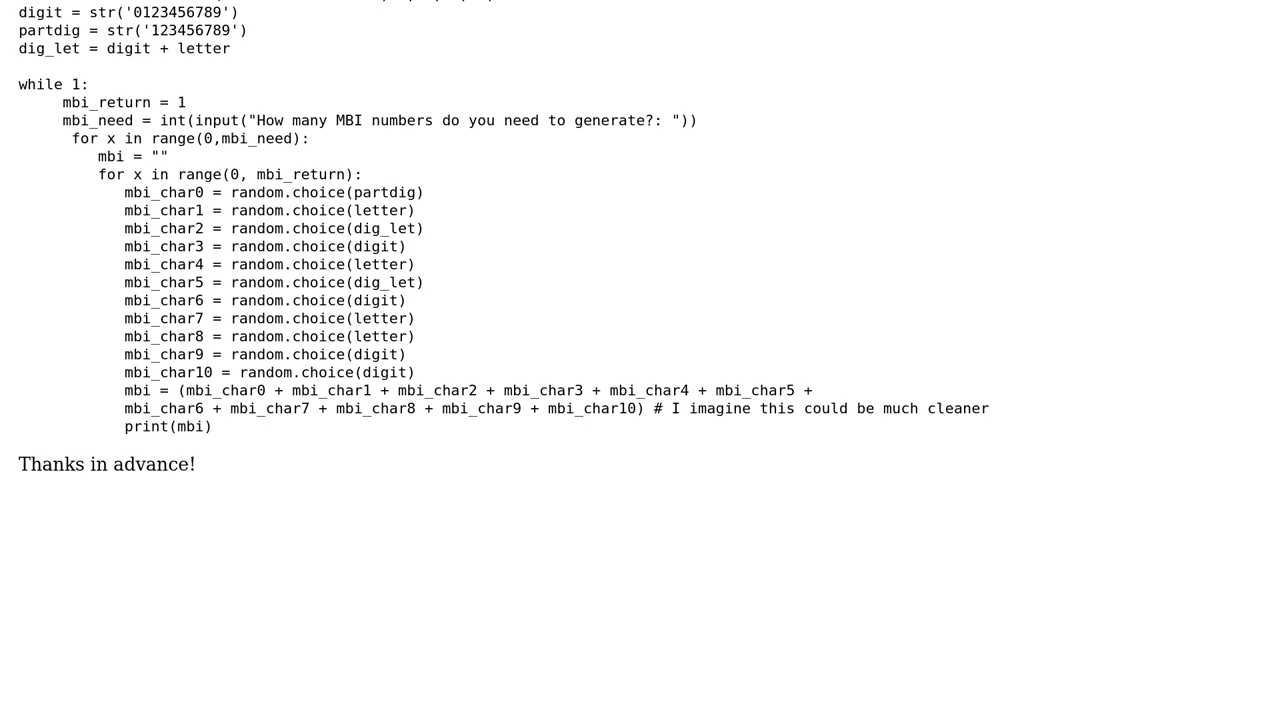 digit = str('0123456789')
partdig = str('123456789')
dig_let = digit + letter

while 1:
     mbi_return = 1
     mbi_need = int(input("How many MBI numbers do you need to generate?: "))
      for x in range(0,mbi_need):
         mbi = ""
         for x in range(0, mbi_return):
            mbi_char0 = random.choice(partdig)
            mbi_char1 = random.choice(letter)
            mbi_char2 = random.choice(dig_let)
            mbi_char3 = random.choice(digit)
            mbi_char4 = random.choice(letter)
            mbi_char5 = random.choice(dig_let)
            mbi_char6 = random.choice(digit)
            mbi_char7 = random.choice(letter)
            mbi_char8 = random.choice(letter)
            mbi_char9 = random.choice(digit)
            mbi_char10 = random.choice(digit)
            mbi = (mbi_char0 + mbi_char1 + mbi_char2 + mbi_char3 + mbi_char4 + mbi_char5 +
            mbi_char6 + mbi_char7 + mbi_char8 + mbi_char9 + mbi_char10) # I imagine this could be much cleaner
            print(mbi)

Thanks in advance!